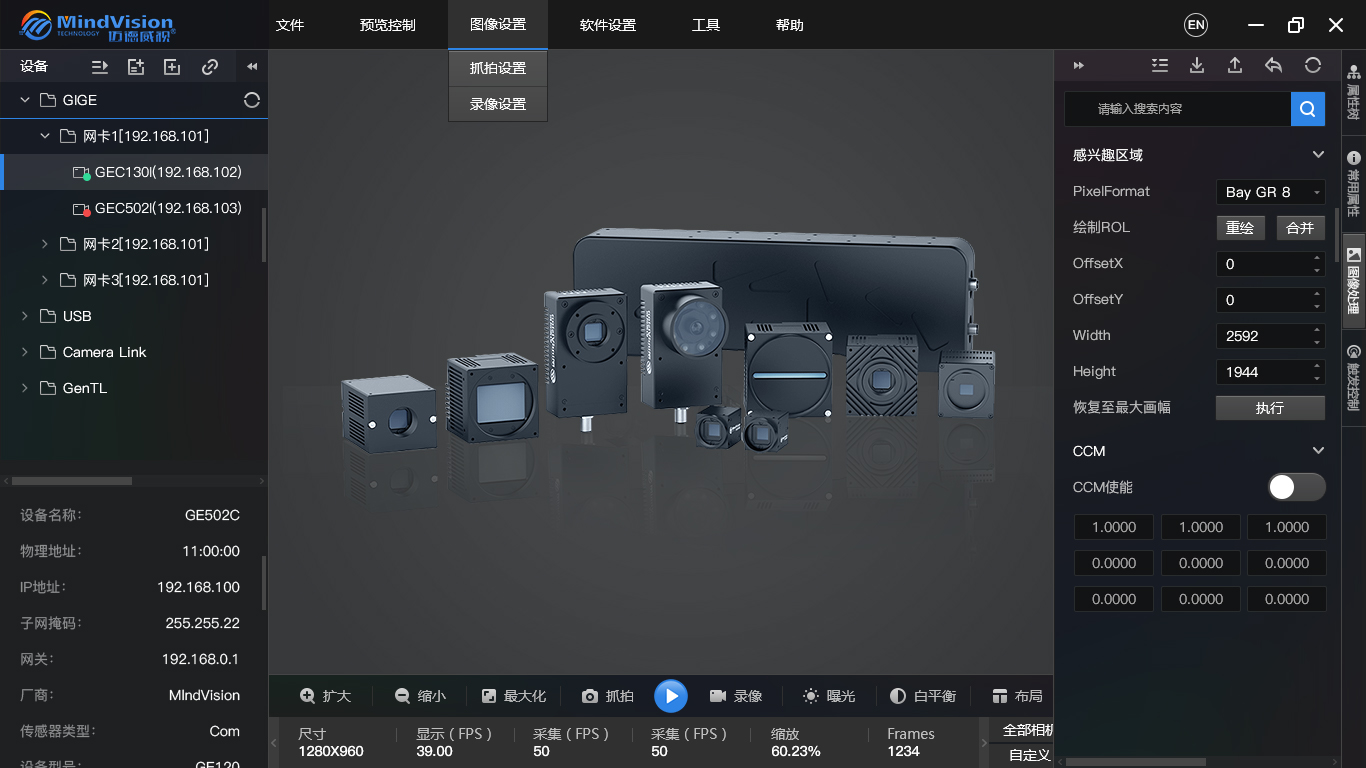 MindVision
TECHNOLOGY 迈德威视
文件 预览控制 图像设置 软件设置 工具 帮助 EN
抓拍设置
录像设置
设备
GIGE
网卡1[192.168.101]
GEC130I(192.168.102)
GEC502I(192.168.103)
网卡2[192.168.101]
网卡3[192.168.101]
USB
Camera Link
GenTL
设备名称: GE502C
物理地址: 11:00:00
IP地址: 192.168.100
子网掩码: 255.255.22
网关: 192.168.0.1
厂商: MIndVision
传感器类型: Com
设备型号: GE120
扩大 缩小 最大化 抓拍 录像 曝光 白平衡 布局
尺寸 显示 ( FPS ) 采集 ( FPS ) 采集 ( FPS ) 缩放 Frames
1280X960 39.00 50 50 60.23% 1234
全部相机
自定义
请输入搜索内容
感兴趣区域
PixelFormat Bay GR 8
绘制ROL 重绘 合并
OffsetX 0
OffsetY 0
Width 2592
Height 1944
恢复至最大画幅 执行
CCM
CCM使能
1.0000 1.0000 1.0000
0.0000 0.0000 0.0000
0.0000 0.0000 0.0000
属性树
常用属性
图像处理
触发控制